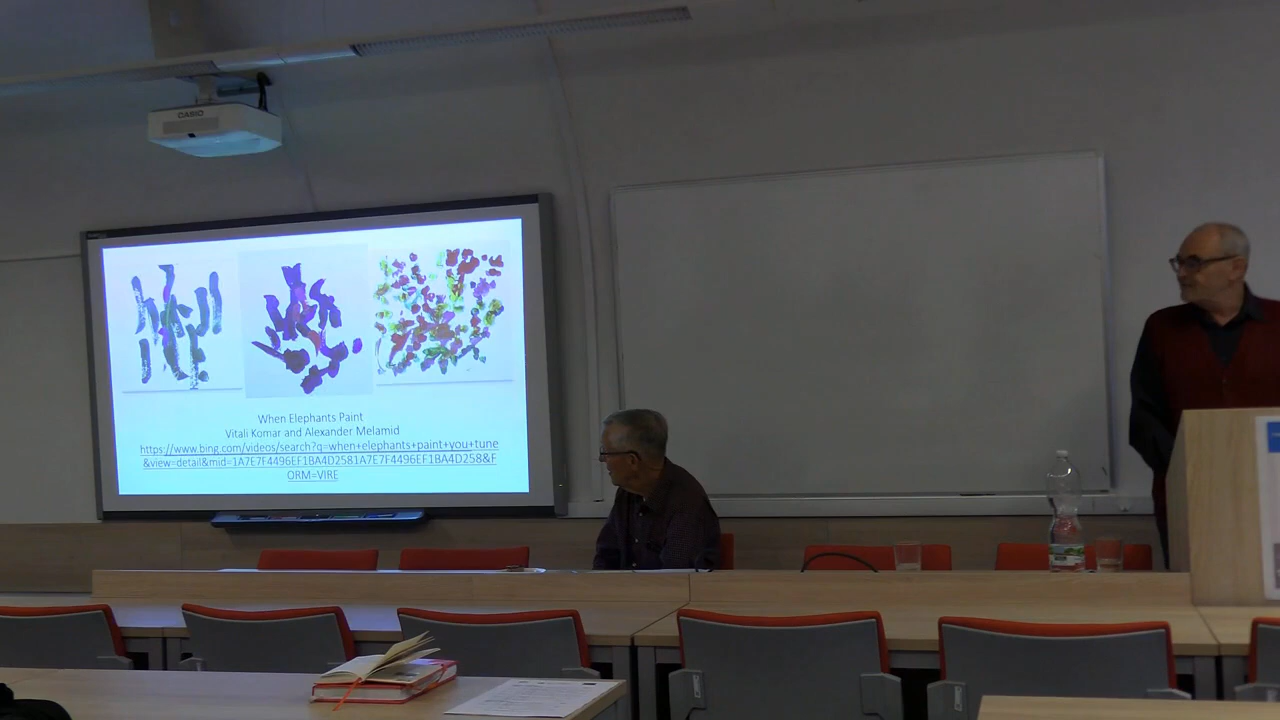 CASIO
When Elephants Paint
Vitali Komar and Alexander Melamid
https://www.bing.com/videos/search?q=when+elephants+paint+you+tune
&view=detail&mid=1A7E7F4496EF1BA4D2581A7E7F4496EF1BA4D258&F
ORM=VIRE